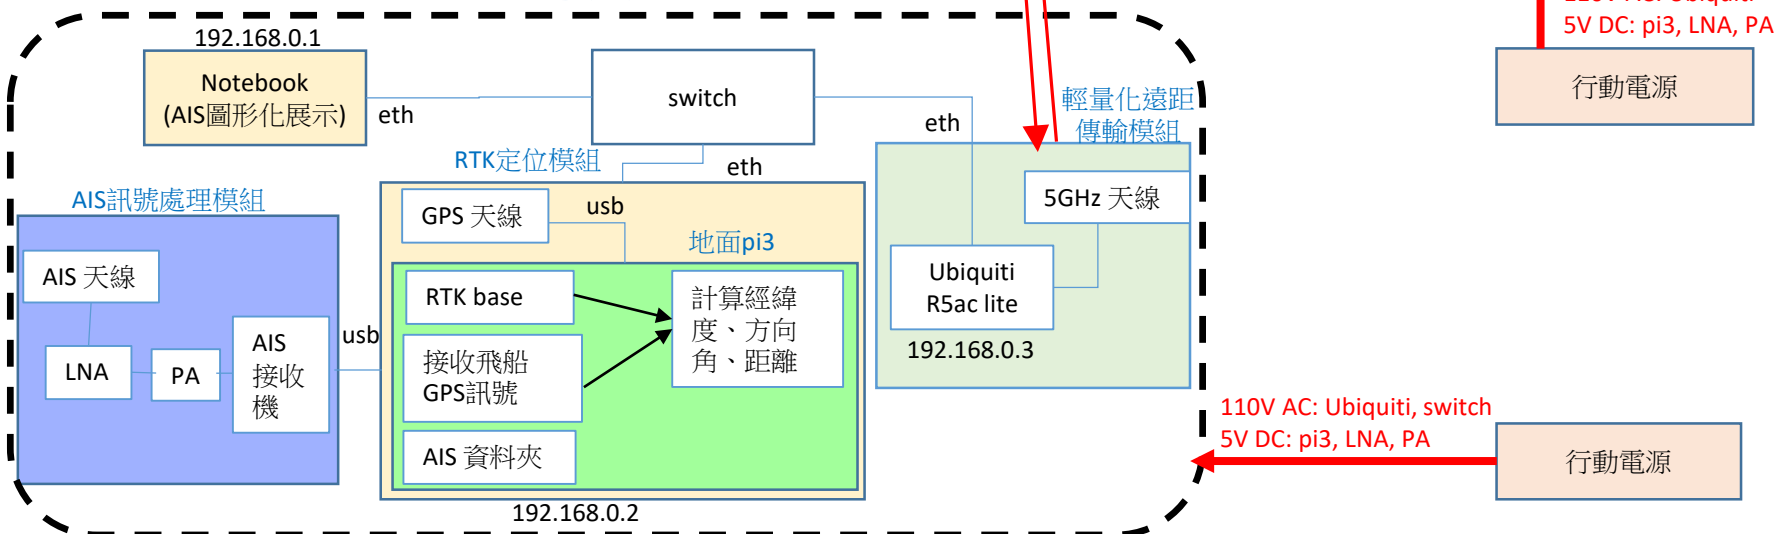 5V DC: pi3, LNA, PA
行動電源
192.168.0.1
Notebook
(AIS圖形化展示)
eth
switch
eth
輕量化遠距
傳輸模組
RTK定位模組
eth
AIS訊號處理模組
GPS 天線
usb
地面pi3
5GHz 天線
AIS 天線
RTK base
計算經緯
度、方向
角、距離
Ubiquiti
R5ac lite
192.168.0.3
LNA
PA
AIS
接收
機
usb
接收飛船
GPS訊號
AIS 資料夾
192.168.0.2
110V AC: Ubiquiti, switch
5V DC: pi3, LNA, PA
行動電源